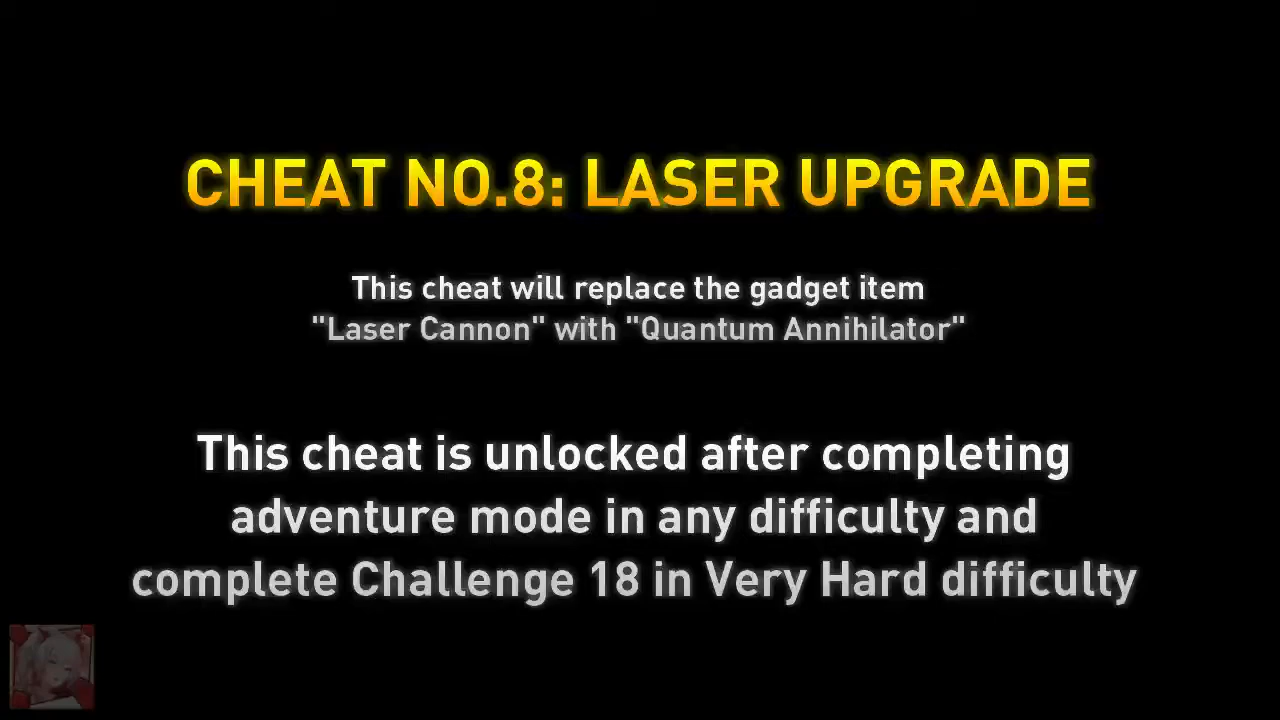 CHEAT NO.8: LASER UPGRADE
This cheat will replace the gadget item
"Laser Cannon" with "Quantum Annihilator"
This cheat is unlocked after completing
adventure mode in any difficulty and
complete Challenge 18 in Very Hard difficulty